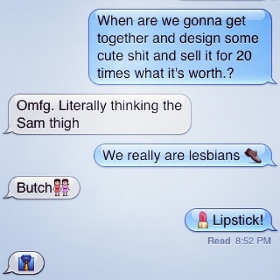 When are we gonna get
together and design some
cute shit and sell it for 20
times what it's worth.?
Omfg. Literally thinking the
Sam thigh
We really are lesbians 👞
Butch👭
💄 Lipstick!
Read 8:52 PM
👔